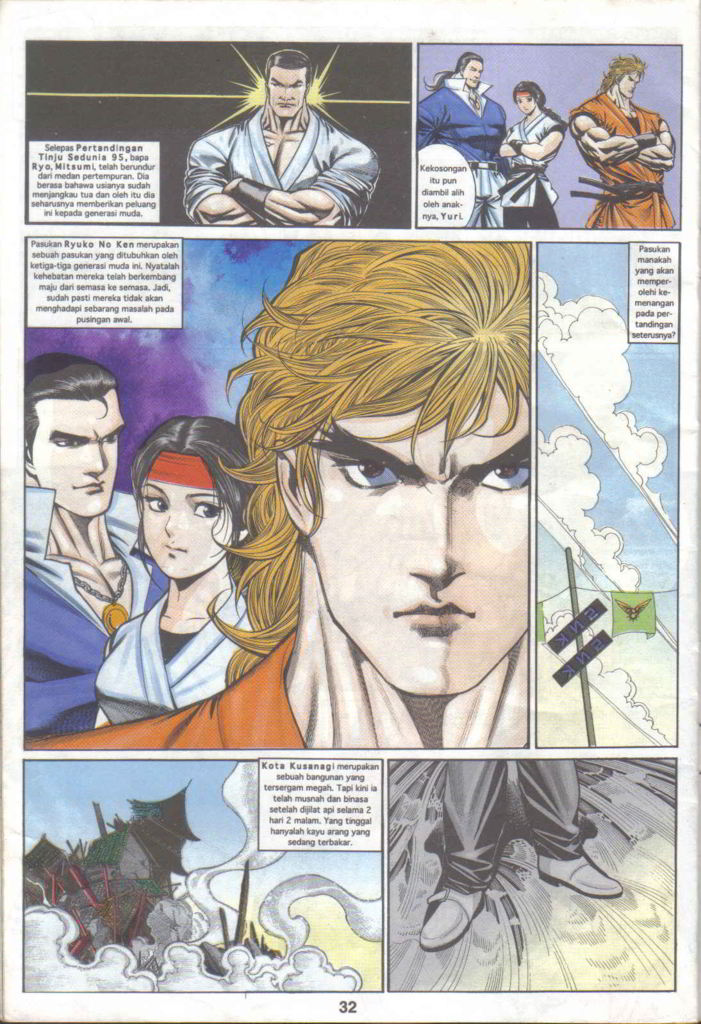 Selepas Pertandingan
Tinju Sedunia 95, bapa
Ryo, Mitsumi, telah berundur
dari medan pertempuran. Dia
berasa bahawa usianya sudah
menjangkau tua dan oleh itu dia
seharusnya memberikan peluang
ini kepada generasi muda.
Kekosongan
itu pun
diambil alih
oleh anak-
nya, Yuri.
Pasukan Ryuko No Ken merupakan
sebuah pasukan yang ditubuhkan oleh
ketiga-tiga generasi muda ini. Nyatalah
kehebatan mereka telah berkembang
maju dari semasa ke semasa. Jadi,
sudah pasti mereka tidak akan
menghadapi sebarang masalah pada
pusingan awal.
Pasukan
manakah
yang akan
memper-
olehi ke-
menangan
pada per-
tandingan
seterusnya?
SNK
SNK
Kota Kusanagi merupakan
sebuah bangunan yang
tersergam megah. Tapi kini ia
telah musnah dan binasa
setelah dijilat api selama 2
hari 2 malam. Yang tinggal
hanyalah kayu arang yang
sedang terbakar.
32